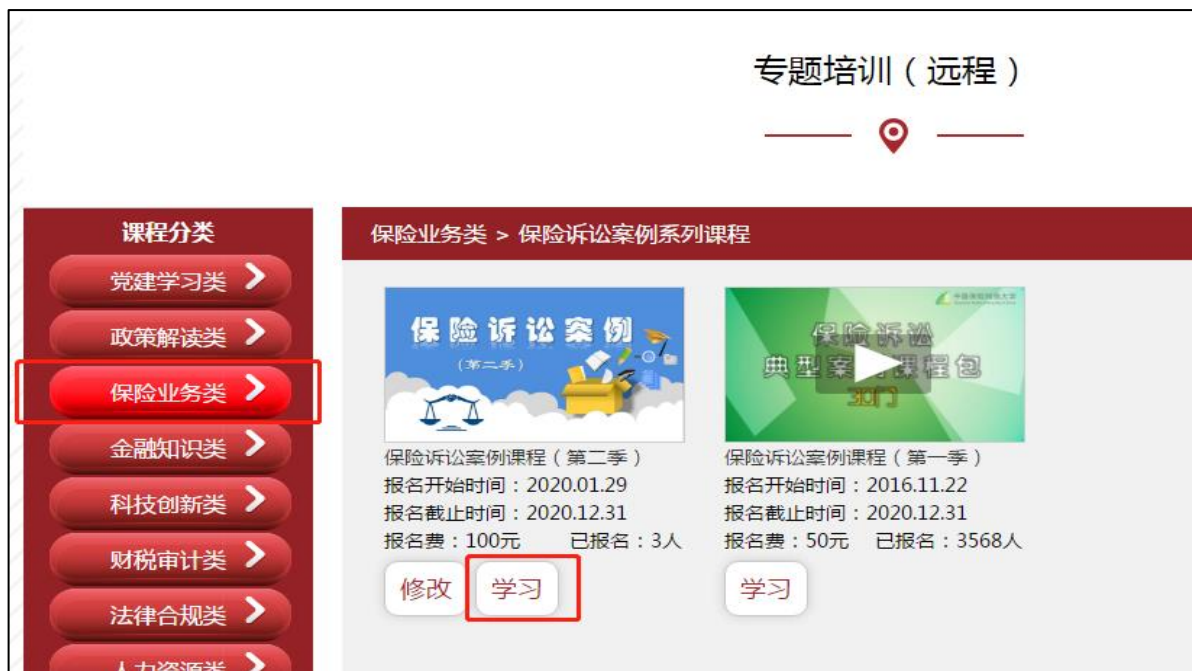 专题培训（远程）
课程分类
党建学习类
政策解读类
保险业务类
金融知识类
科技创新类
财税审计类
法律合规类
人力资源类
保险业务类 > 保险诉讼案例系列课程
保险诉讼案例
(第二季)
保险诉讼案例课程（第二季）
报名开始时间：2020.01.29
报名截止时间：2020.12.31
报名费：100元 已报名：3人
修改 学习
保险诉讼
典型案 课程包
30门
保险诉讼案例课程（第一季）
报名开始时间：2016.11.22
报名截止时间：2020.12.31
报名费：50元 已报名：3568人
学习